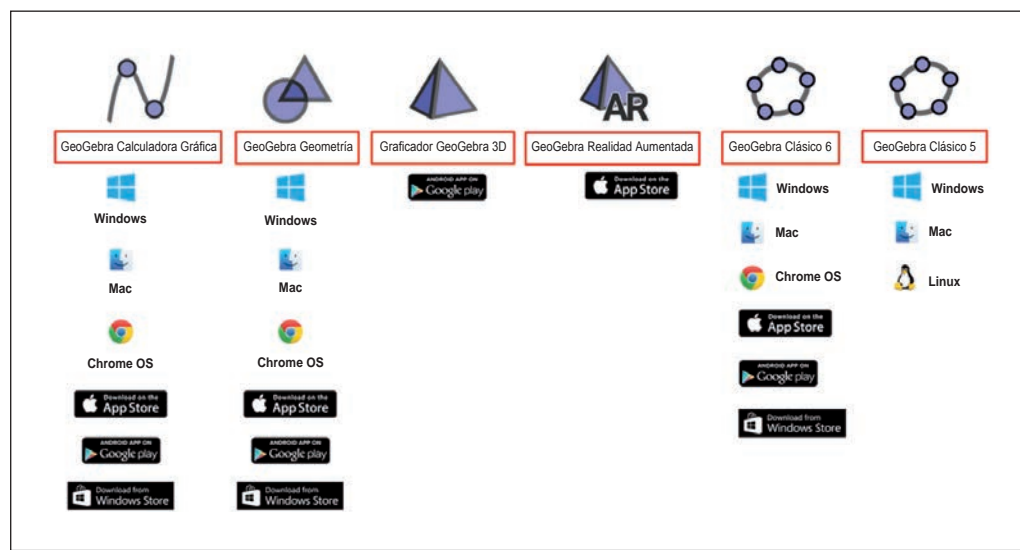 AR
GeoGebra Calculadora Gráfica
GeoGebra Geometría
Graficador GeoGebra 3D
GeoGebra Realidad Aumentada
GeoGebra Clásico 6
GeoGebra Clásico 5
Windows
Mac
Chrome OS
Download on the
App Store
ANDROID APP ON
Google play
Download from
Windows Store
Windows
Mac
Chrome OS
Download on the
App Store
ANDROID APP ON
Google play
Download from
Windows Store
ANDROID APP ON
Google play
Download on the
App Store
Windows
Mac
Chrome OS
Download on the
App Store
ANDROID APP ON
Google play
Download from
Windows Store
Windows
Mac
Linux